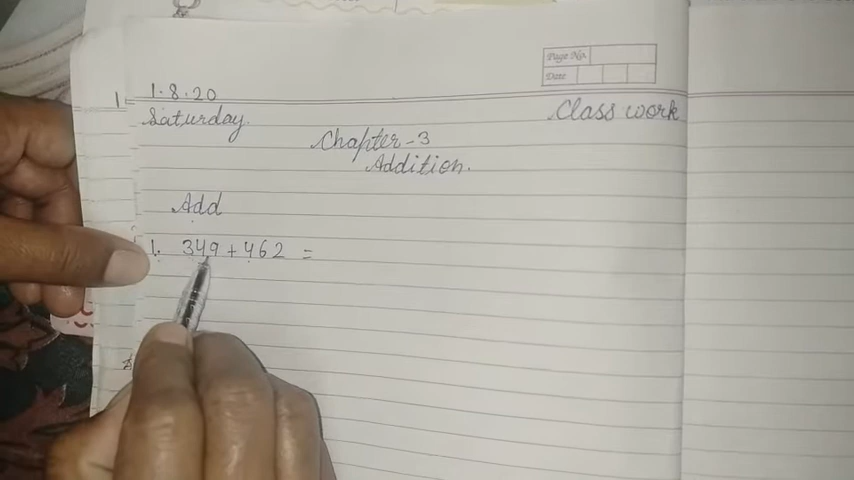 Page No.
Date
1.8.20
Saturday
Class work
Chapter-3
Addition.
Add
1. 349 + 462 =